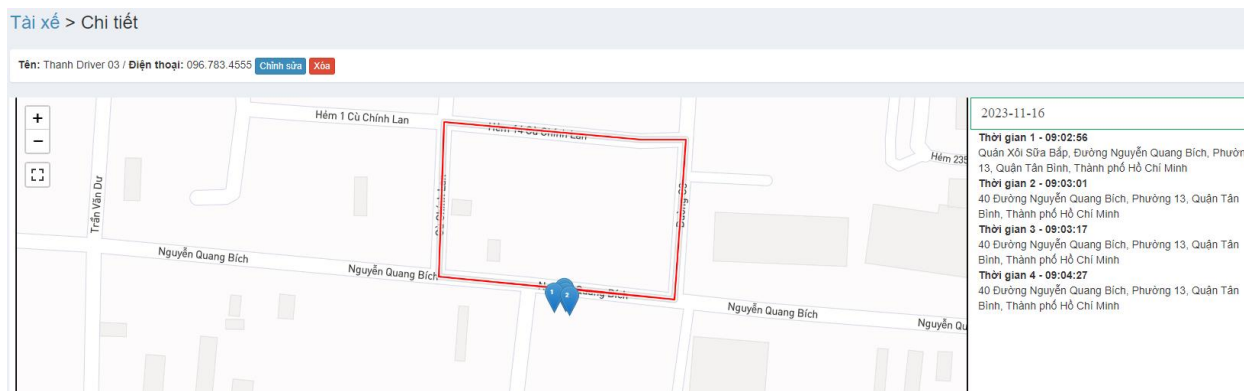 Tài xế > Chi tiết
Tên: Thanh Driver 03 / Điện thoại: 096.783.4555 Chỉnh sửa Xóa
+
−
Hẻm 1 Cù Chính Lan
Hẻm 14 Cù Chính Lan
Hẻm 235
Trần Văn Dư
Cù Chính Lan
Đường C3
Nguyễn Quang Bích
Nguyễn Quang Bích
Nguyễn Quang Bích
Nguyễn Quang Bích
Nguyễn Qu
1
2
2023-11-16
Thời gian 1 - 09:02:56
Quán Xôi Sữa Bắp, Đường Nguyễn Quang Bích, Phườn
13, Quận Tân Bình, Thành phố Hồ Chí Minh
Thời gian 2 - 09:03:01
40 Đường Nguyễn Quang Bích, Phường 13, Quận Tân
Bình, Thành phố Hồ Chí Minh
Thời gian 3 - 09:03:17
40 Đường Nguyễn Quang Bích, Phường 13, Quận Tân
Bình, Thành phố Hồ Chí Minh
Thời gian 4 - 09:04:27
40 Đường Nguyễn Quang Bích, Phường 13, Quận Tân
Bình, Thành phố Hồ Chí Minh